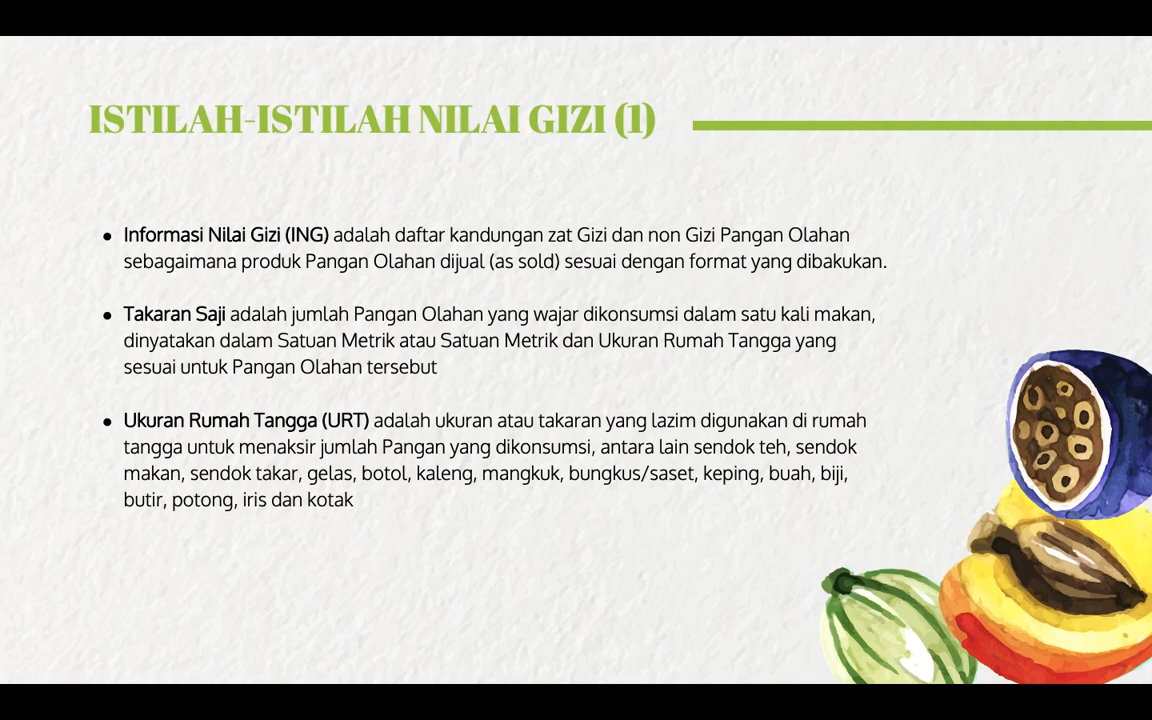 ISTILAH-ISTILAH NILAI GIZI (1)
● Informasi Nilai Gizi (ING) adalah daftar kandungan zat Gizi dan non Gizi Pangan Olahan
sebagaimana produk Pangan Olahan dijual (as sold) sesuai dengan format yang dibakukan.
● Takaran Saji adalah jumlah Pangan Olahan yang wajar dikonsumsi dalam satu kali makan,
dinyatakan dalam Satuan Metrik atau Satuan Metrik dan Ukuran Rumah Tangga yang
sesuai untuk Pangan Olahan tersebut
● Ukuran Rumah Tangga (URT) adalah ukuran atau takaran yang lazim digunakan di rumah
tangga untuk menaksir jumlah Pangan yang dikonsumsi, antara lain sendok teh, sendok
makan, sendok takar, gelas, botol, kaleng, mangkuk, bungkus/saset, keping, buah, biji,
butir, potong, iris dan kotak